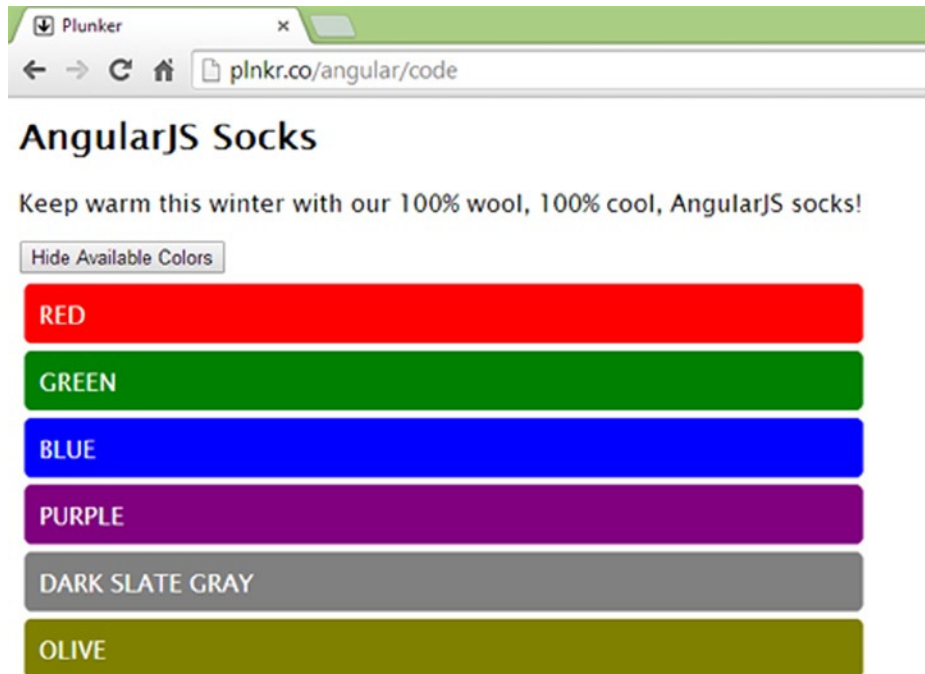 Plunker
plnkr.co/angular/code
AngularJS Socks
Keep warm this winter with our 100% wool, 100% cool, AngularJS socks!
Hide Available Colors
RED
GREEN
BLUE
PURPLE
DARK SLATE GRAY
OLIVE